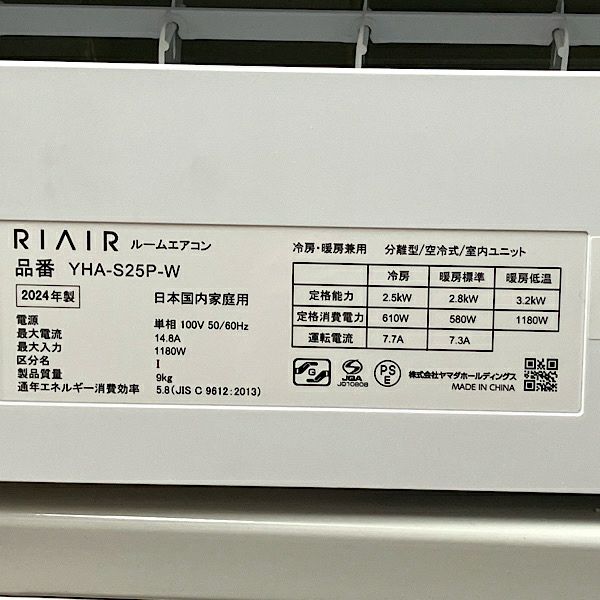 RIAIR ルームエアコン
品番 YHA-S25P-W
2024年製 日本国内家庭用
電源 単相 100V 50/60Hz
最大電流 14.8A
最大入力 1180W
区分名 I
製品質量 9kg
通年エネルギー消費効率 5.8(JIS C 9612:2013)
冷房・暖房兼用 分離型/空冷式/室内ユニット
冷房 暖房標準 暖房低温
定格能力 2.5kW 2.8kW 3.2kW
定格消費電力 610W 580W 1180W
運転電流 7.7A 7.3A
G
JQA
JQ1080B
PS
E
株式会社ヤマダホールディングス
MADE IN CHINA